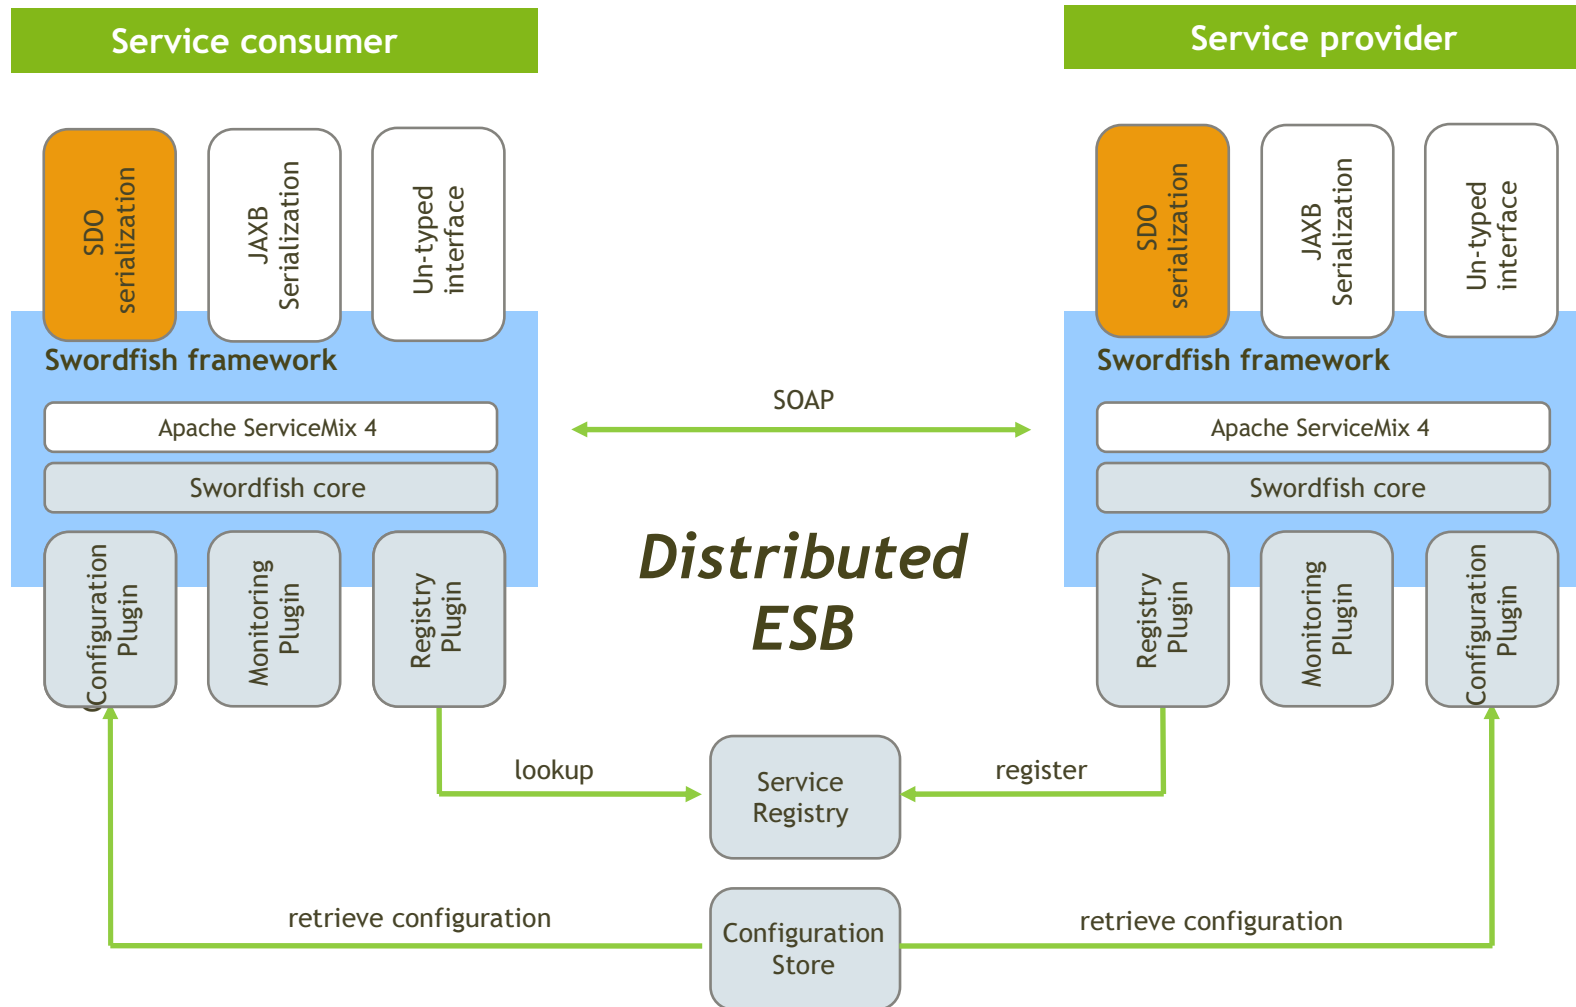 Service consumer
Service provider
SDO
serialization
JAXB
Serialization
Un-typed
interface
SDO
serialization
JAXB
Serialization
Un-typed
interface
Swordfish framework
Swordfish framework
SOAP
Apache ServiceMix 4
Apache ServiceMix 4
Swordfish core
Swordfish core
Distributed
ESB
Configuration
Plugin
Monitoring
Plugin
Registry
Plugin
Registry
Plugin
Monitoring
Plugin
Configuration
Plugin
lookup
register
Service
Registry
retrieve configuration
retrieve configuration
Configuration
Store